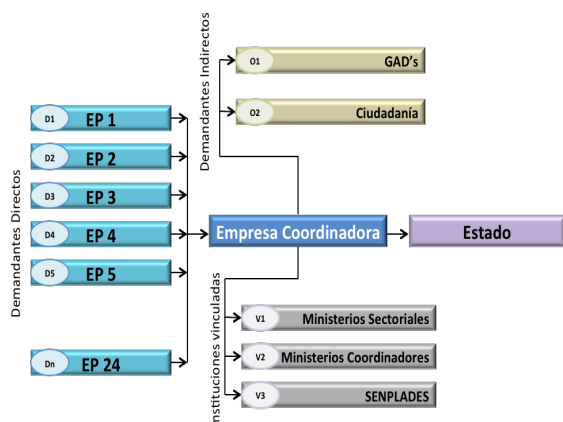 Demandantes Directos
D1 EP 1
D2 EP 2
D3 EP 3
D4 EP 4
D5 EP 5
Dn EP 24
Demandantes Indirectos
O1 GAD's
O2 Ciudadanía
Empresa Coordinadora
Estado
nstituciones vinculadas
V1 Ministerios Sectoriales
V2 Ministerios Coordinadores
V3 SENPLADES